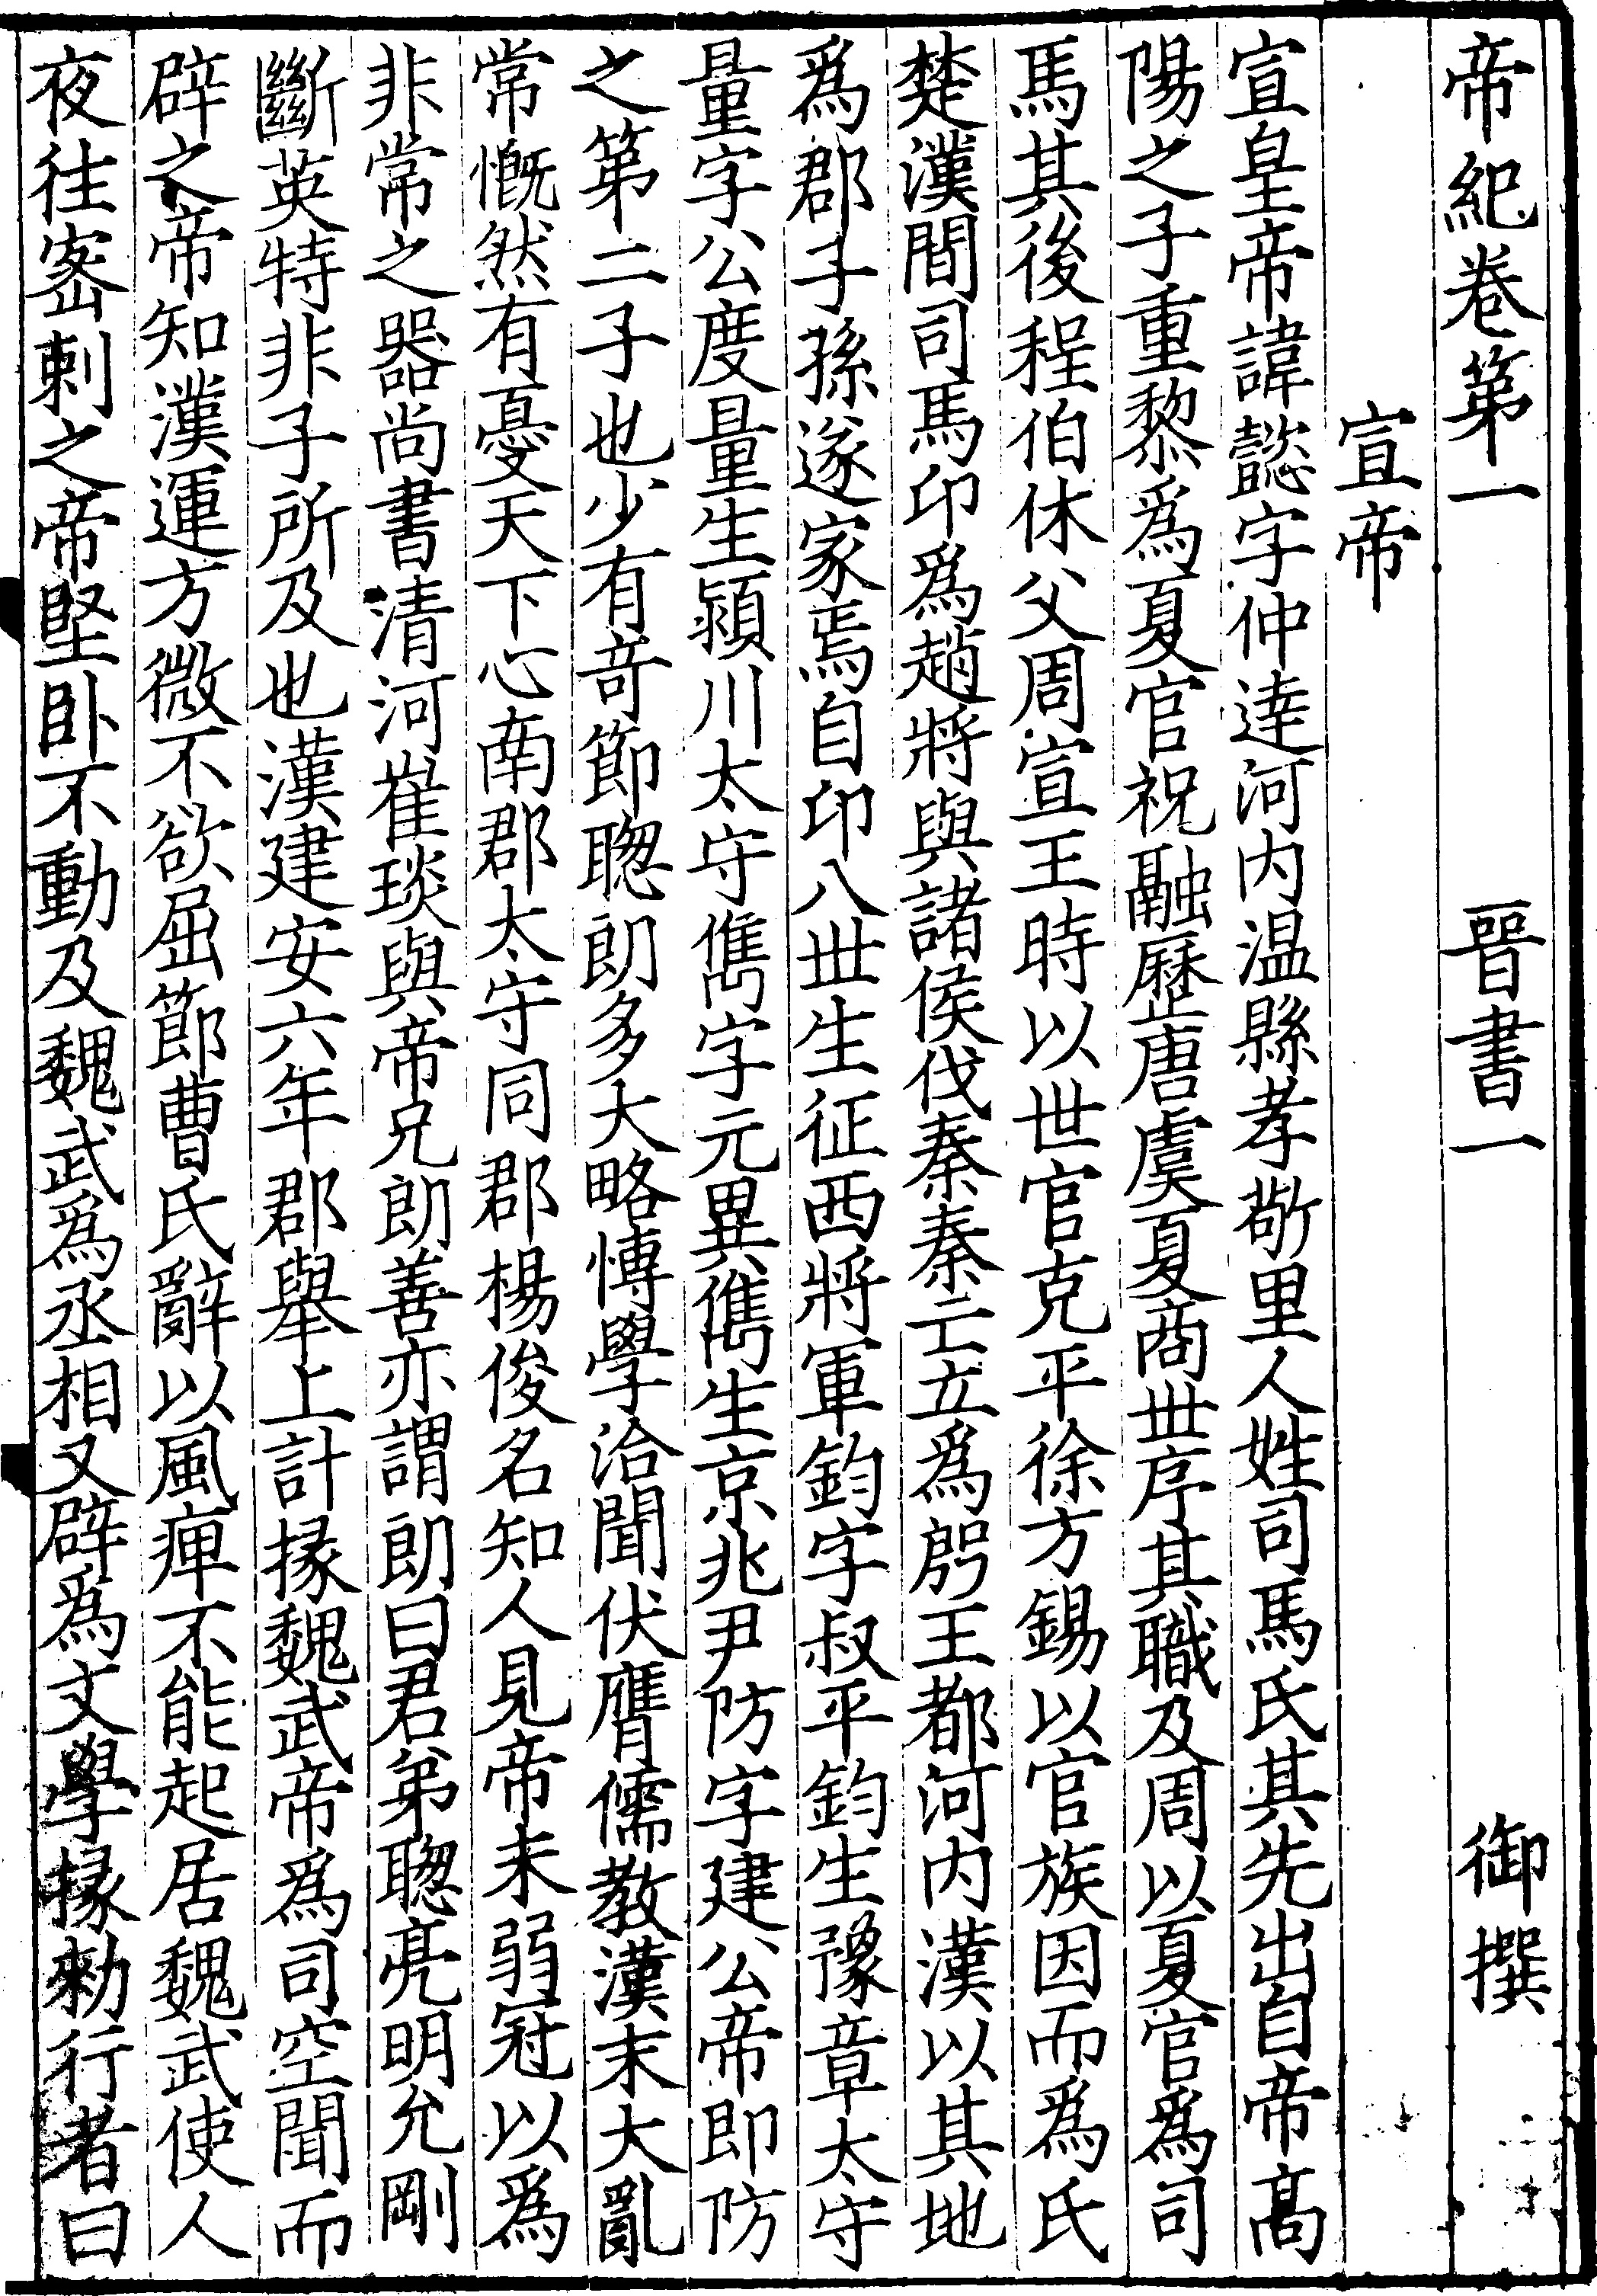 帝紀卷第一 晉書一 御撰
宣帝
宣皇帝諱懿字仲達河内温縣孝敬里人姓司馬氏其先出自帝髙
陽之子重黎爲夏官祝融歷唐虞夏商丗序其職及周以夏官爲司
馬其後程伯休父周宣王時以世官克平徐方錫以官族因而爲氏
楚漢閒司馬卬爲趙將與諸侯伐秦秦亡立爲殷王都河内漢以其地
爲郡子孫遂家焉自卬八丗生征西將軍鈞字叔平鈞生豫章太守
量字公度量生潁川太守儁字元異儁生京兆尹防字建公帝即防
之第二子也少有奇節聦朗多大略博學洽聞伏膺儒教漢末大亂
常慨然有憂天下心南郡太守同郡楊俊名知人見帝未弱冠以爲
非常之器尚書清河崔琰與帝兄朗善亦謂朗曰君弟聦亮明允剛
斷英特非子所及也漢建安六年郡舉上計掾魏武帝爲司空聞而
辟之帝知漢運方微不欲屈節曹氏辭以風痺不能起居魏武使人
夜往宻刺之帝堅卧不動及魏武爲丞相又辟爲文學掾勑行者曰